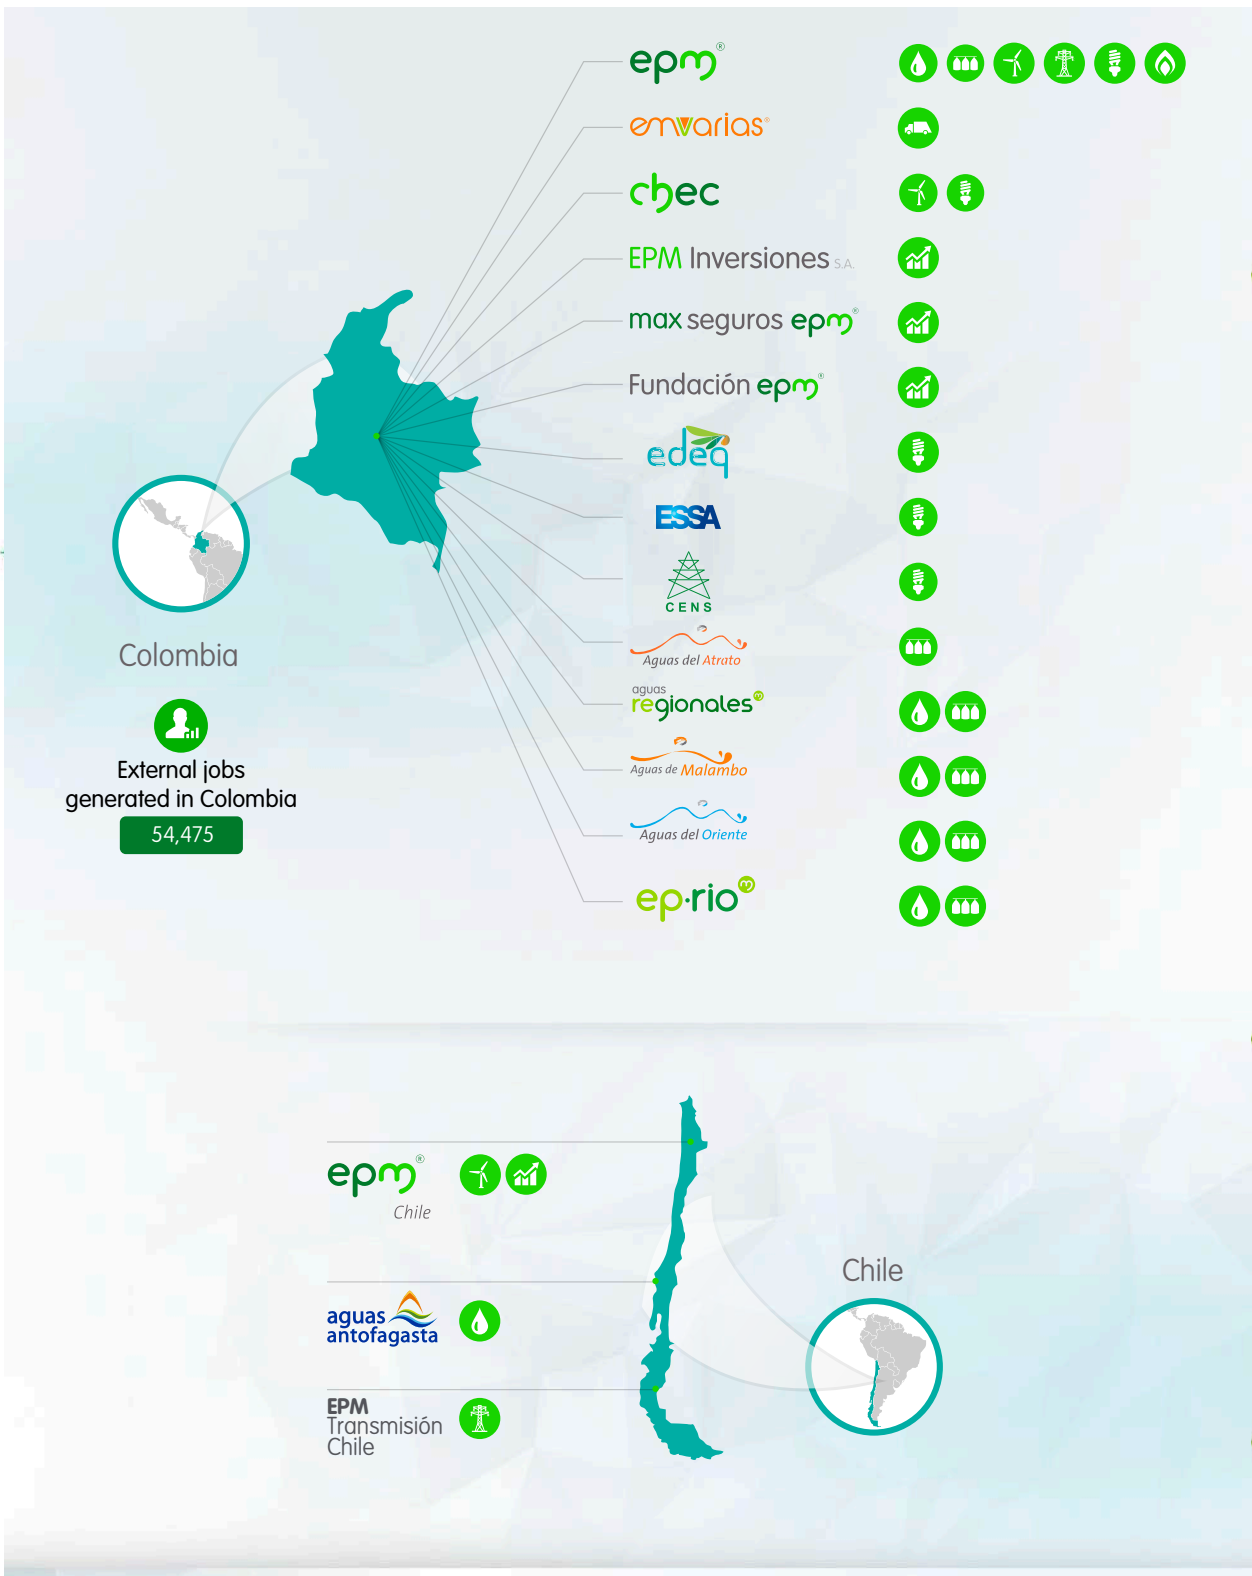 epm®
emvarias®
chec
EPM Inversiones S.A.
max seguros epm®
Fundación epm®
edeq
ESSA
CENS
Aguas del Atrato
aguas
regionales
Aguas de Malambo
Aguas del Oriente
ep·rio
Colombia
External jobs
generated in Colombia
54,475
epm®
Chile
aguas
antofagasta
EPM
Transmisión
Chile
Chile